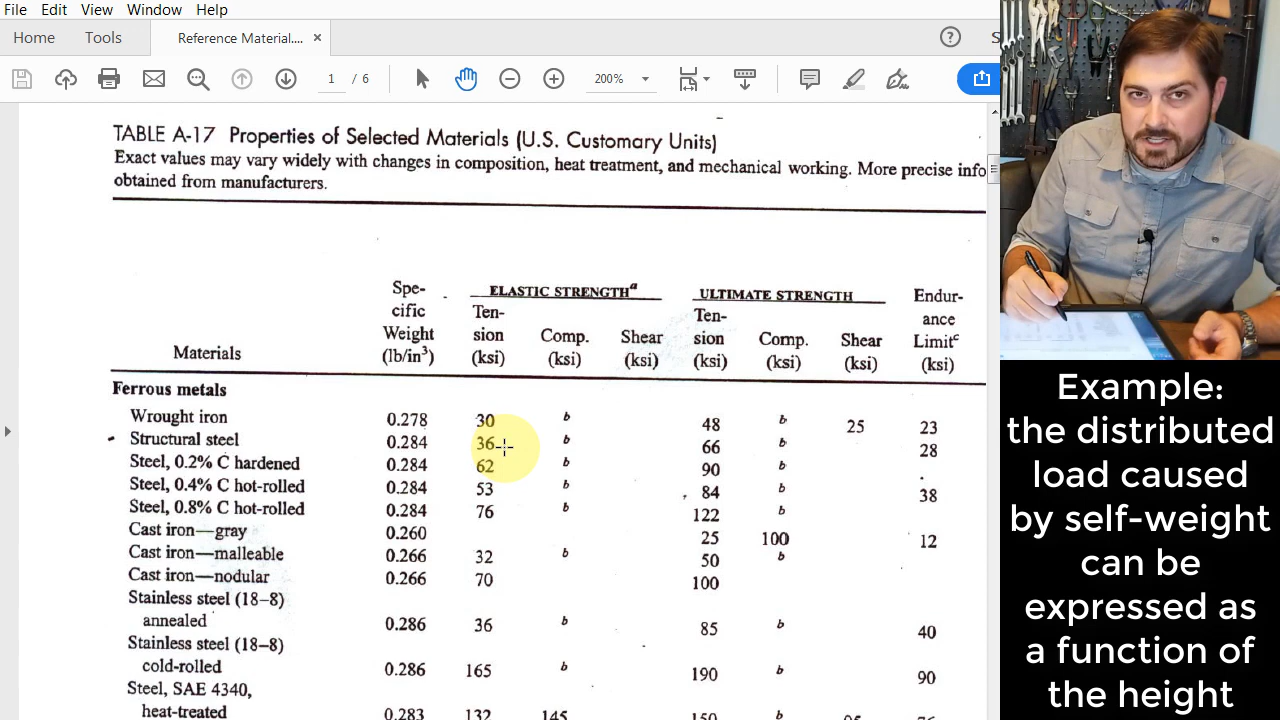 File Edit View Window Help
Home Tools Reference Material.... ×
1 / 6 200%
TABLE A-17 Properties of Selected Materials (U.S. Customary Units)
Exact values may vary widely with changes in composition, heat treatment, and mechanical working. More precise info
obtained from manufacturers.
Spe-
cific
Weight
(lb/in³)
ELASTIC STRENGTHᵃ
Ten-
sion
(ksi)
Comp.
(ksi)
Shear
(ksi)
ULTIMATE STRENGTH
Ten-
sion
(ksi)
Comp.
(ksi)
Shear
(ksi)
Endur-
ance
Limitᶜ
(ksi)
Materials
Ferrous metals
Wrought iron 0.278 30 b 48 b 25 23
Structural steel 0.284 36 b 66 b 28
Steel, 0.2% C hardened 0.284 62 b 90 b
Steel, 0.4% C hot-rolled 0.284 53 b 84 b 38
Steel, 0.8% C hot-rolled 0.284 76 b 122 b
Cast iron—gray 0.260 25 100 12
Cast iron—malleable 0.266 32 b 50 b
Cast iron—nodular 0.266 70 100
Stainless steel (18–8)
annealed 0.286 36 b 85 b 40
Stainless steel (18–8)
cold-rolled 0.286 165 b 190 b 90
Steel, SAE 4340,
heat-treated 0.283 132 145 150 b
Example:
the distributed
load caused
by self-weight
can be
expressed as
a function of
the height